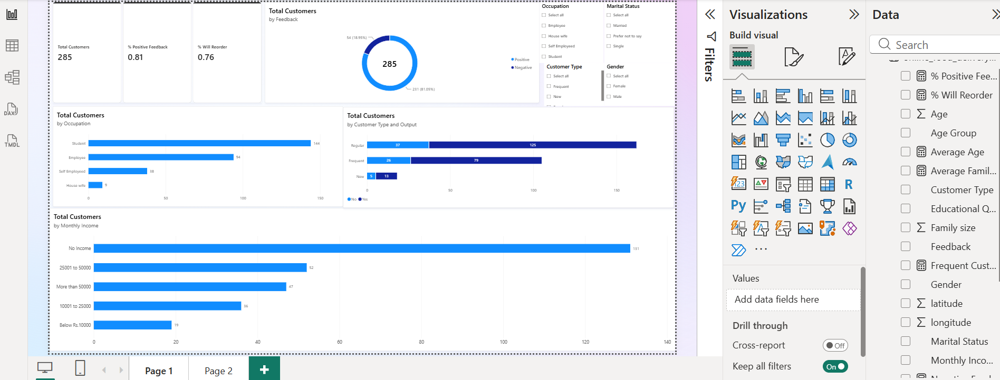 Total Customers
285
% Positive Feedback
0.81
% Will Reorder
0.76
Total Customers
by Feedback
54 (18.95%)
285
231 (81.05%)
Positive
Negative
Occupation
Select all
Employee
House wife
Self Employeed
Student
Marital Status
Select all
Married
Prefer not to say
Single
Customer Type
Select all
Frequent
New
Gender
Select all
Female
Male
Total Customers
by Occupation
Student 144
Employee 94
Self Employeed 38
House wife 9
0 50 100 150
Total Customers
by Customer Type and Output
Regular 37 125
Frequent 26 79
New 5 13
0 50 100 150
No Yes
Total Customers
by Monthly Income
No Income 131
25001 to 50000 52
More than 50000 47
10001 to 25000 36
Below Rs.10000 19
0 20 40 60 80 100 120 140
Page 1
Page 2
+
DAX
TMDL
Filters
Visualizations
Build visual
123
R
Py
...
Values
Add data fields here
Drill through
Cross-report
Off
Keep all filters
On
Data
Search
% Positive Fee...
% Will Reorder
Age
Age Group
Average Age
Average Famil...
Customer Type
Educational Q...
Family size
Feedback
Frequent Cust...
Gender
latitude
longitude
Marital Status
Monthly Inco...